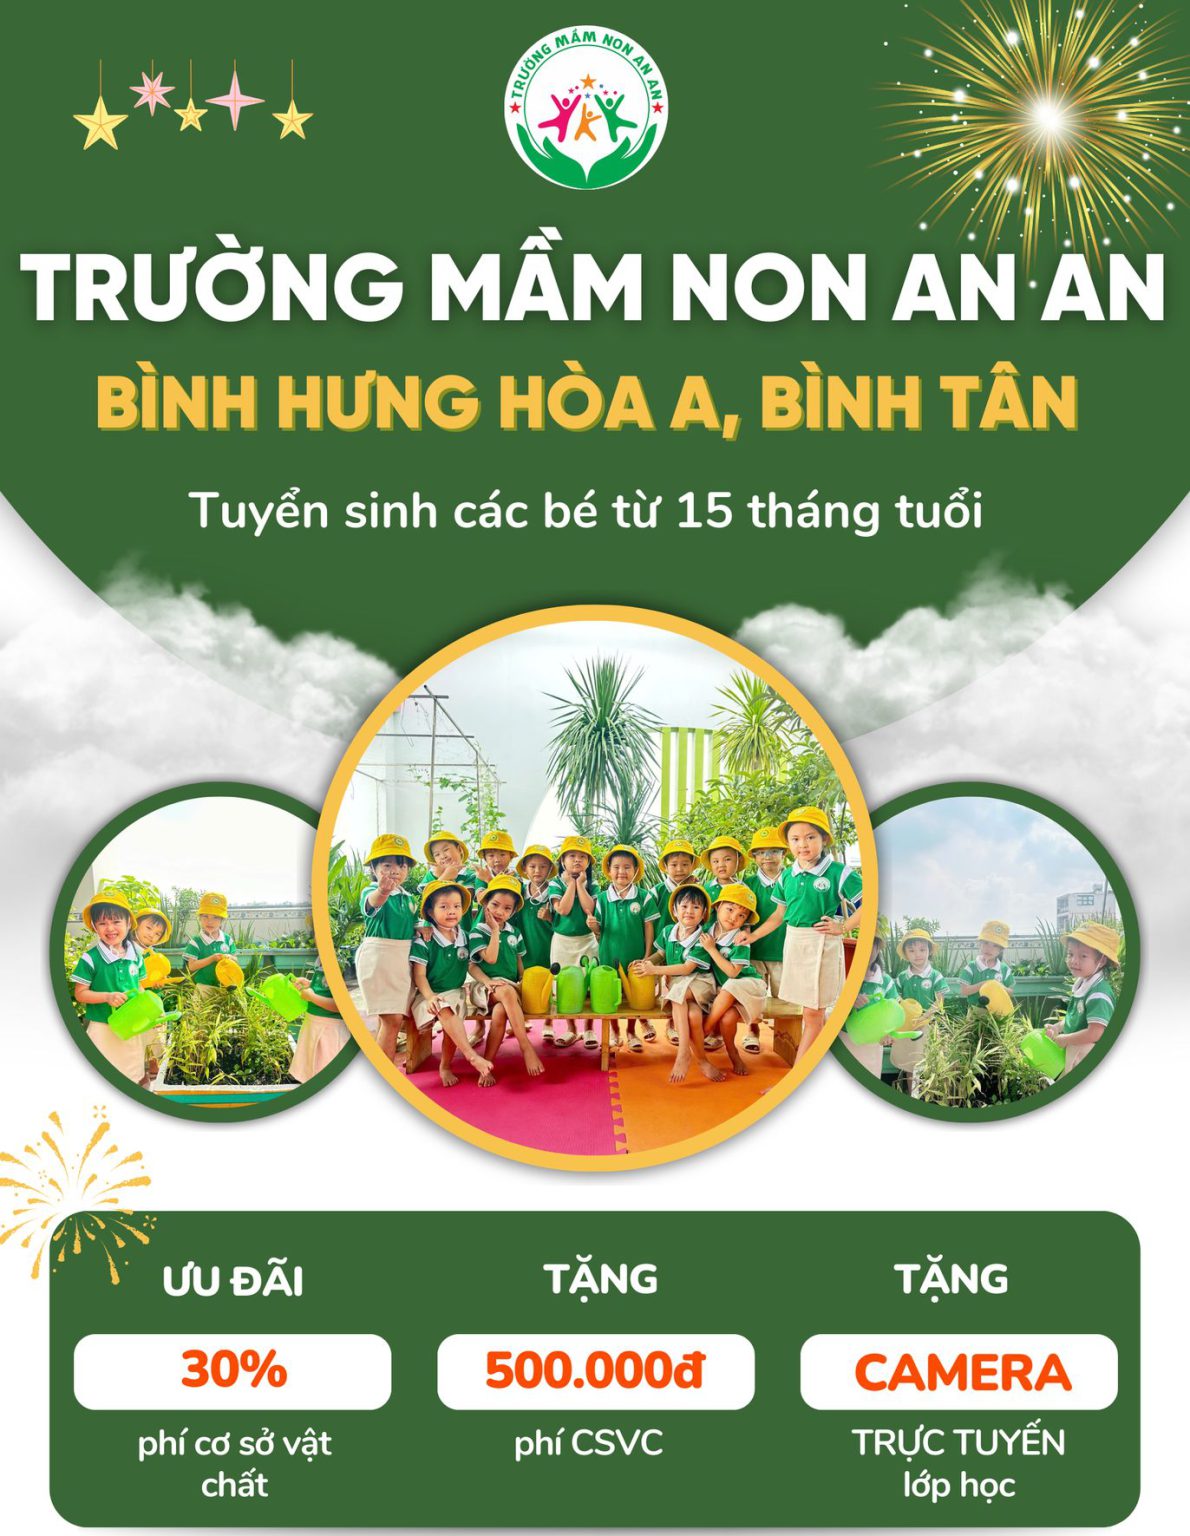 TRƯỜNG MẦM NON AN AN
TRƯỜNG MẦM NON AN AN
BÌNH HƯNG HÒA A, BÌNH TÂN
Tuyển sinh các bé từ 15 tháng tuổi
ƯU ĐÃI
30%
phí cơ sở vật
chất
TẶNG
500.000đ
phí CSVC
TẶNG
CAMERA
TRỰC TUYẾN
lớp học